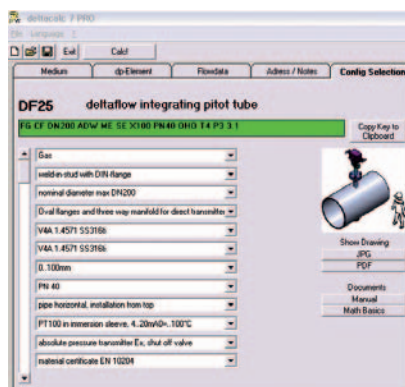 deltacalc 7 PRO
File Language ?
Exit Calc!
Medium dp-Element Flowdata Adress / Notes Config Selection
DF25 deltaflow integrating pitot tube
FG CF DN200 ADW ME SE X100 PN40 OHO T4 P3 3.1
Copy Key to Clipboard
Gas
weld-in stud with DIN-flange
nominal diameter max DN200
Oval flanges and three way manifold for direct transmitter
V4A 1.4571 SS316ti
V4A 1.4571 SS316ti
0..100mm
PN 40
pipe horizontal, installation from top
PT100 in immersion sleeve, 4..20mA0=..100°C
absolute pressure transmitter Ex, shut off valve
material certificate EN 10204
Show Drawing
JPG
PDF
Documents
Manual
Math Basics